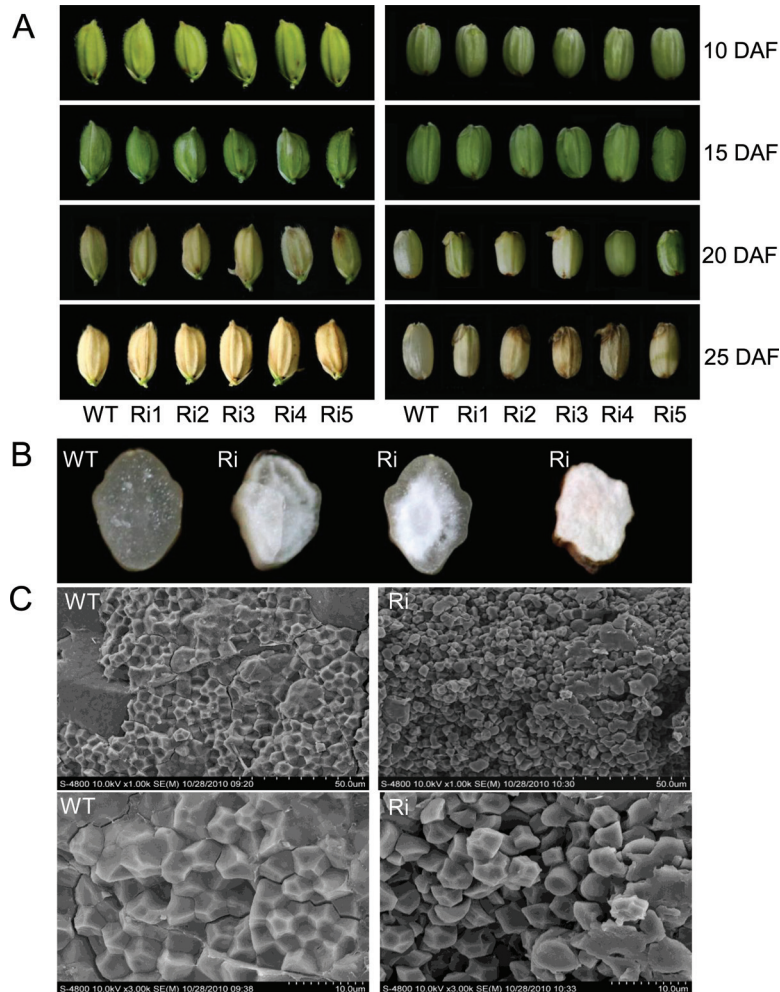 A
10 DAF
15 DAF
20 DAF
25 DAF
WT Ri1 Ri2 Ri3 Ri4 Ri5
WT Ri1 Ri2 Ri3 Ri4 Ri5
B
WT
Ri
Ri
Ri
C
WT
S-4800 10.0kV x1.00k SE(M) 10/28/2010 09:20 50.0um
Ri
S-4800 10.0kV x1.00k SE(M) 10/28/2010 10:30 50.0um
WT
S-4800 10.0kV x3.00k SE(M) 10/28/2010 09:38 10.0um
Ri
S-4800 10.0kV x3.00k SE(M) 10/28/2010 10:33 10.0um